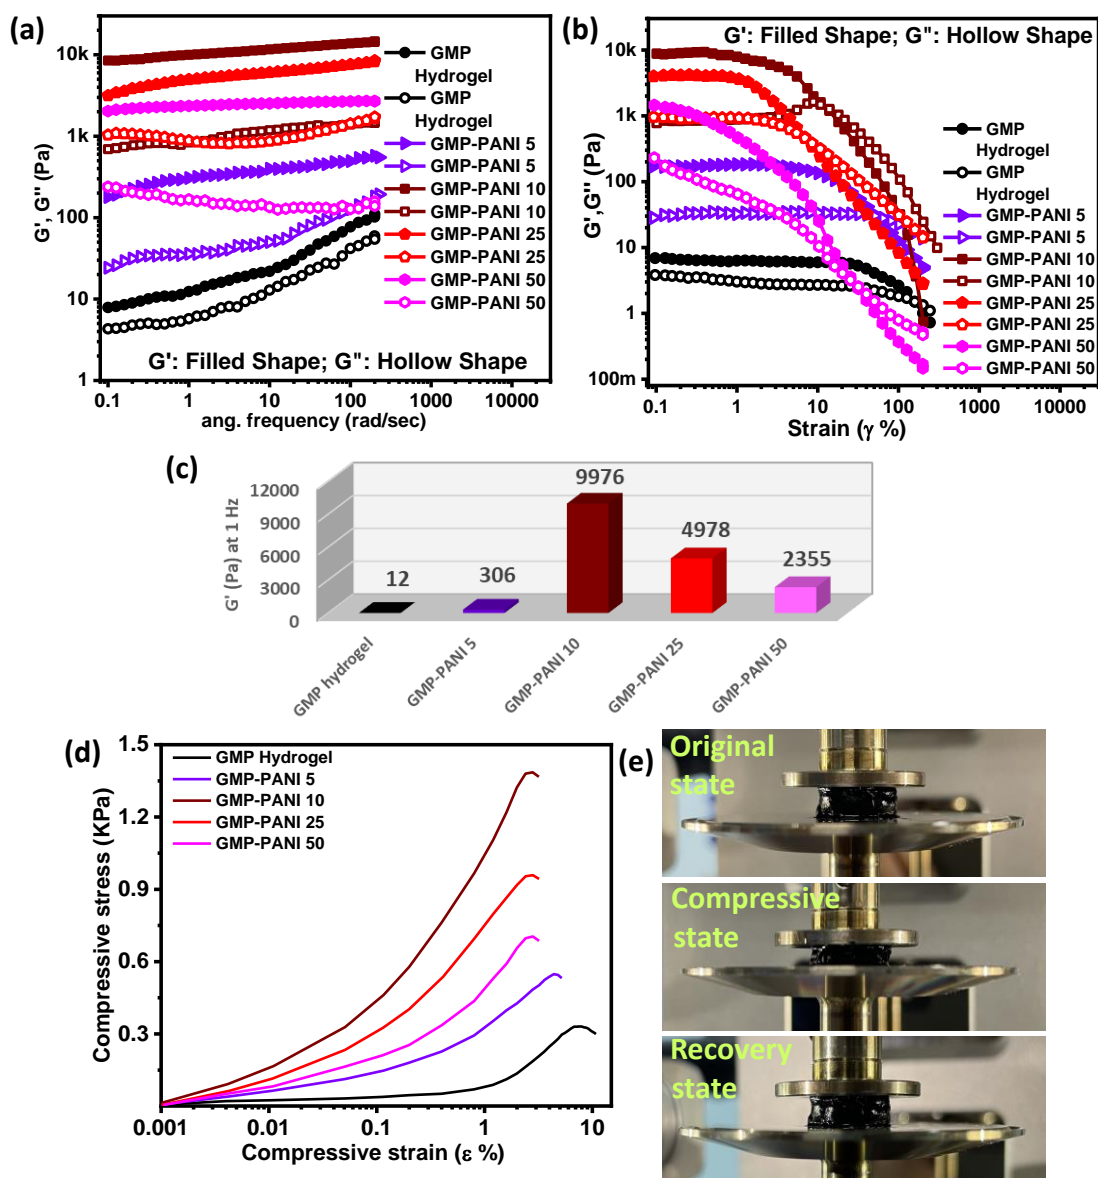 (a)
G', G'' (Pa)
10k
1k
100
10
1
0.1 1 10 100 1000 10000
ang. frequency (rad/sec)
GMP
Hydrogel
GMP
Hydrogel
GMP-PANI 5
GMP-PANI 5
GMP-PANI 10
GMP-PANI 10
GMP-PANI 25
GMP-PANI 25
GMP-PANI 50
GMP-PANI 50
G': Filled Shape; G": Hollow Shape
(b)
G': Filled Shape; G": Hollow Shape
G',G'' (Pa)
10k
1k
100
10
1
100m
0.1 1 10 100 1000 10000
Strain (γ %)
GMP
Hydrogel
GMP
Hydrogel
GMP-PANI 5
GMP-PANI 5
GMP-PANI 10
GMP-PANI 10
GMP-PANI 25
GMP-PANI 25
GMP-PANI 50
GMP-PANI 50
(c)
G' (Pa) at 1 Hz
12000
9000
6000
3000
0
12
306
9976
4978
2355
GMP hydrogel
GMP-PANI 5
GMP-PANI 10
GMP-PANI 25
GMP-PANI 50
(d)
Compressive stress (KPa)
1.5
1.2
0.9
0.6
0.3
0.001 0.01 0.1 1 10
Compressive strain (ε %)
GMP Hydrogel
GMP-PANI 5
GMP-PANI 10
GMP-PANI 25
GMP-PANI 50
(e)
Original
state
Compressive
state
Recovery
state